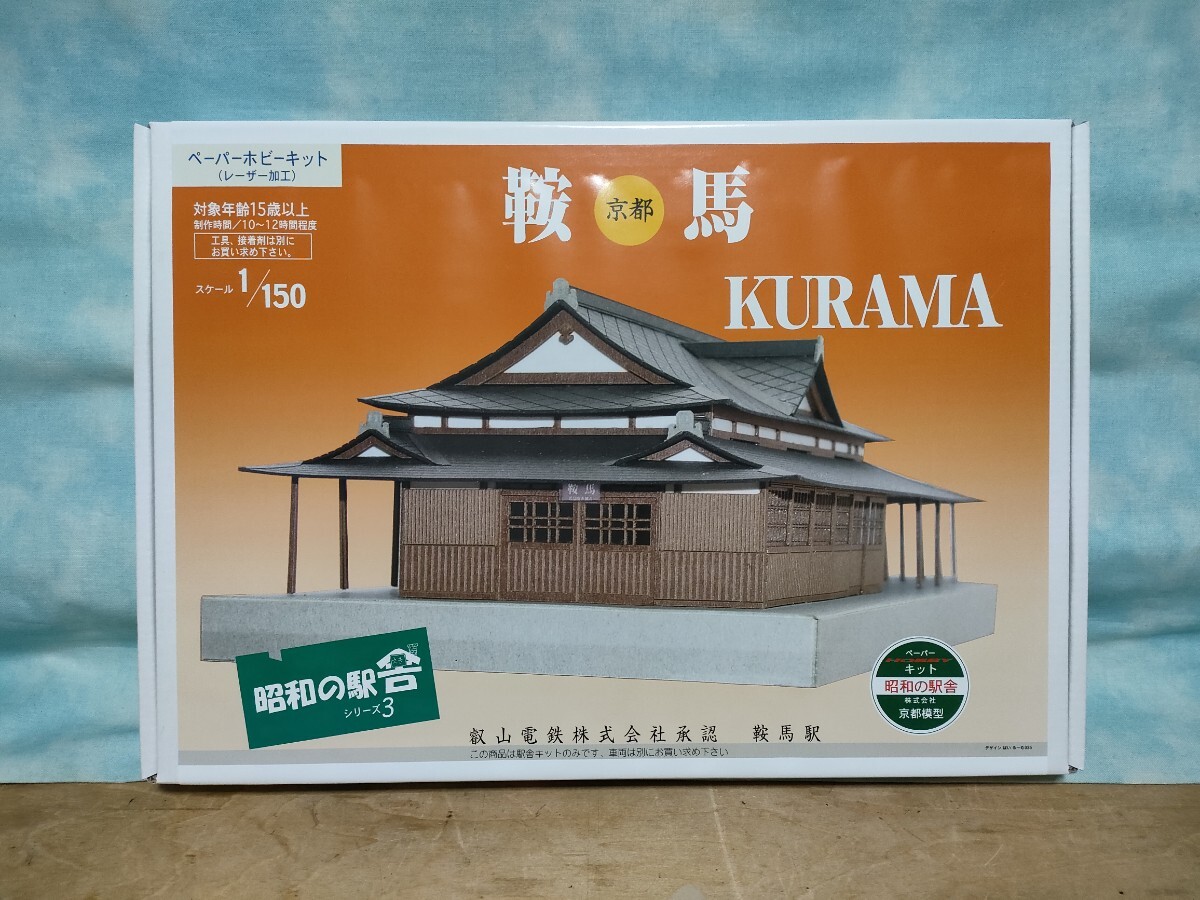 ペーパーホビーキット
（レーザー加工）
対象年齢15歳以上
制作時間／10～12時間程度
工具、接着剤は別に
お買い求め下さい。
スケール 1/150
鞍 京都 馬
KURAMA
鞍馬
昭和の駅舎
シリーズ3
ペーパー
HOBBY
キット
昭和の駅舎
株式会社
京都模型
叡山電鉄株式会社承認 鞍馬駅
この商品は駅舎キットのみです。車両は別にお買い求め下さい